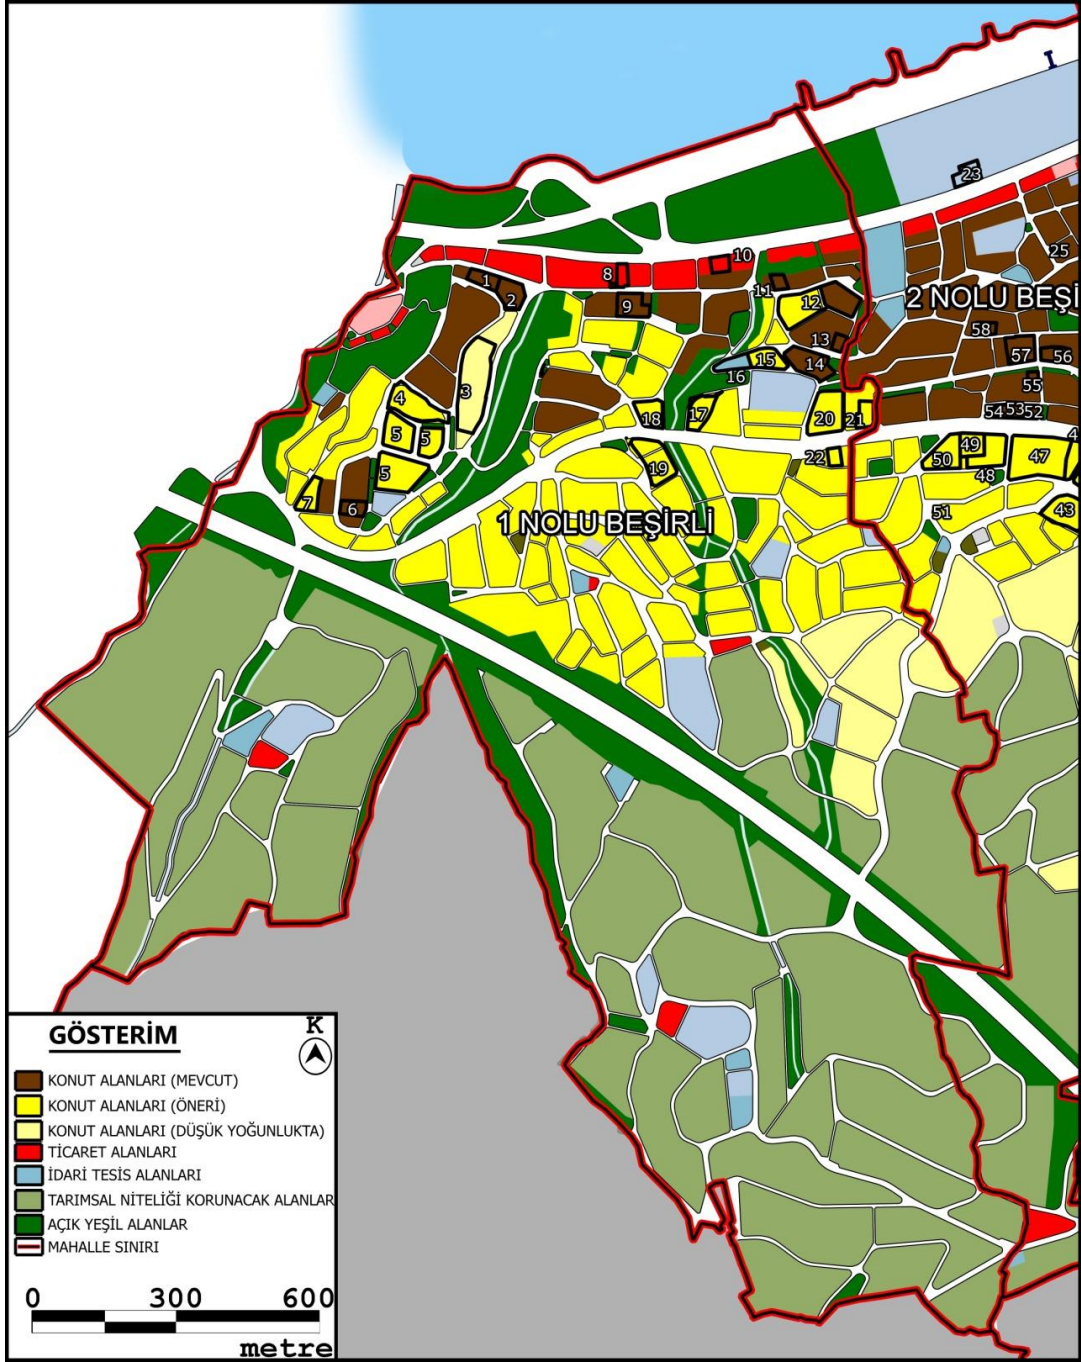 I
23
10
25
8
1
2
11
12
9
2 NOLU BEŞİ
58
13
57
56
15
14
16
3
55
4
54
53
52
18
17
20
21
5
5
49
22
50
47
19
48
5
7
6
51
43
1 NOLU BEŞİRLİ
GÖSTERİM
K
KONUT ALANLARI (MEVCUT)
KONUT ALANLARI (ÖNERİ)
KONUT ALANLARI (DÜŞÜK YOĞUNLUKTA)
TİCARET ALANLARI
İDARİ TESİS ALANLARI
TARIMSAL NİTELİĞİ KORUNACAK ALANLAR
AÇIK YEŞİL ALANLAR
MAHALLE SINIRI
0 300 600
metre